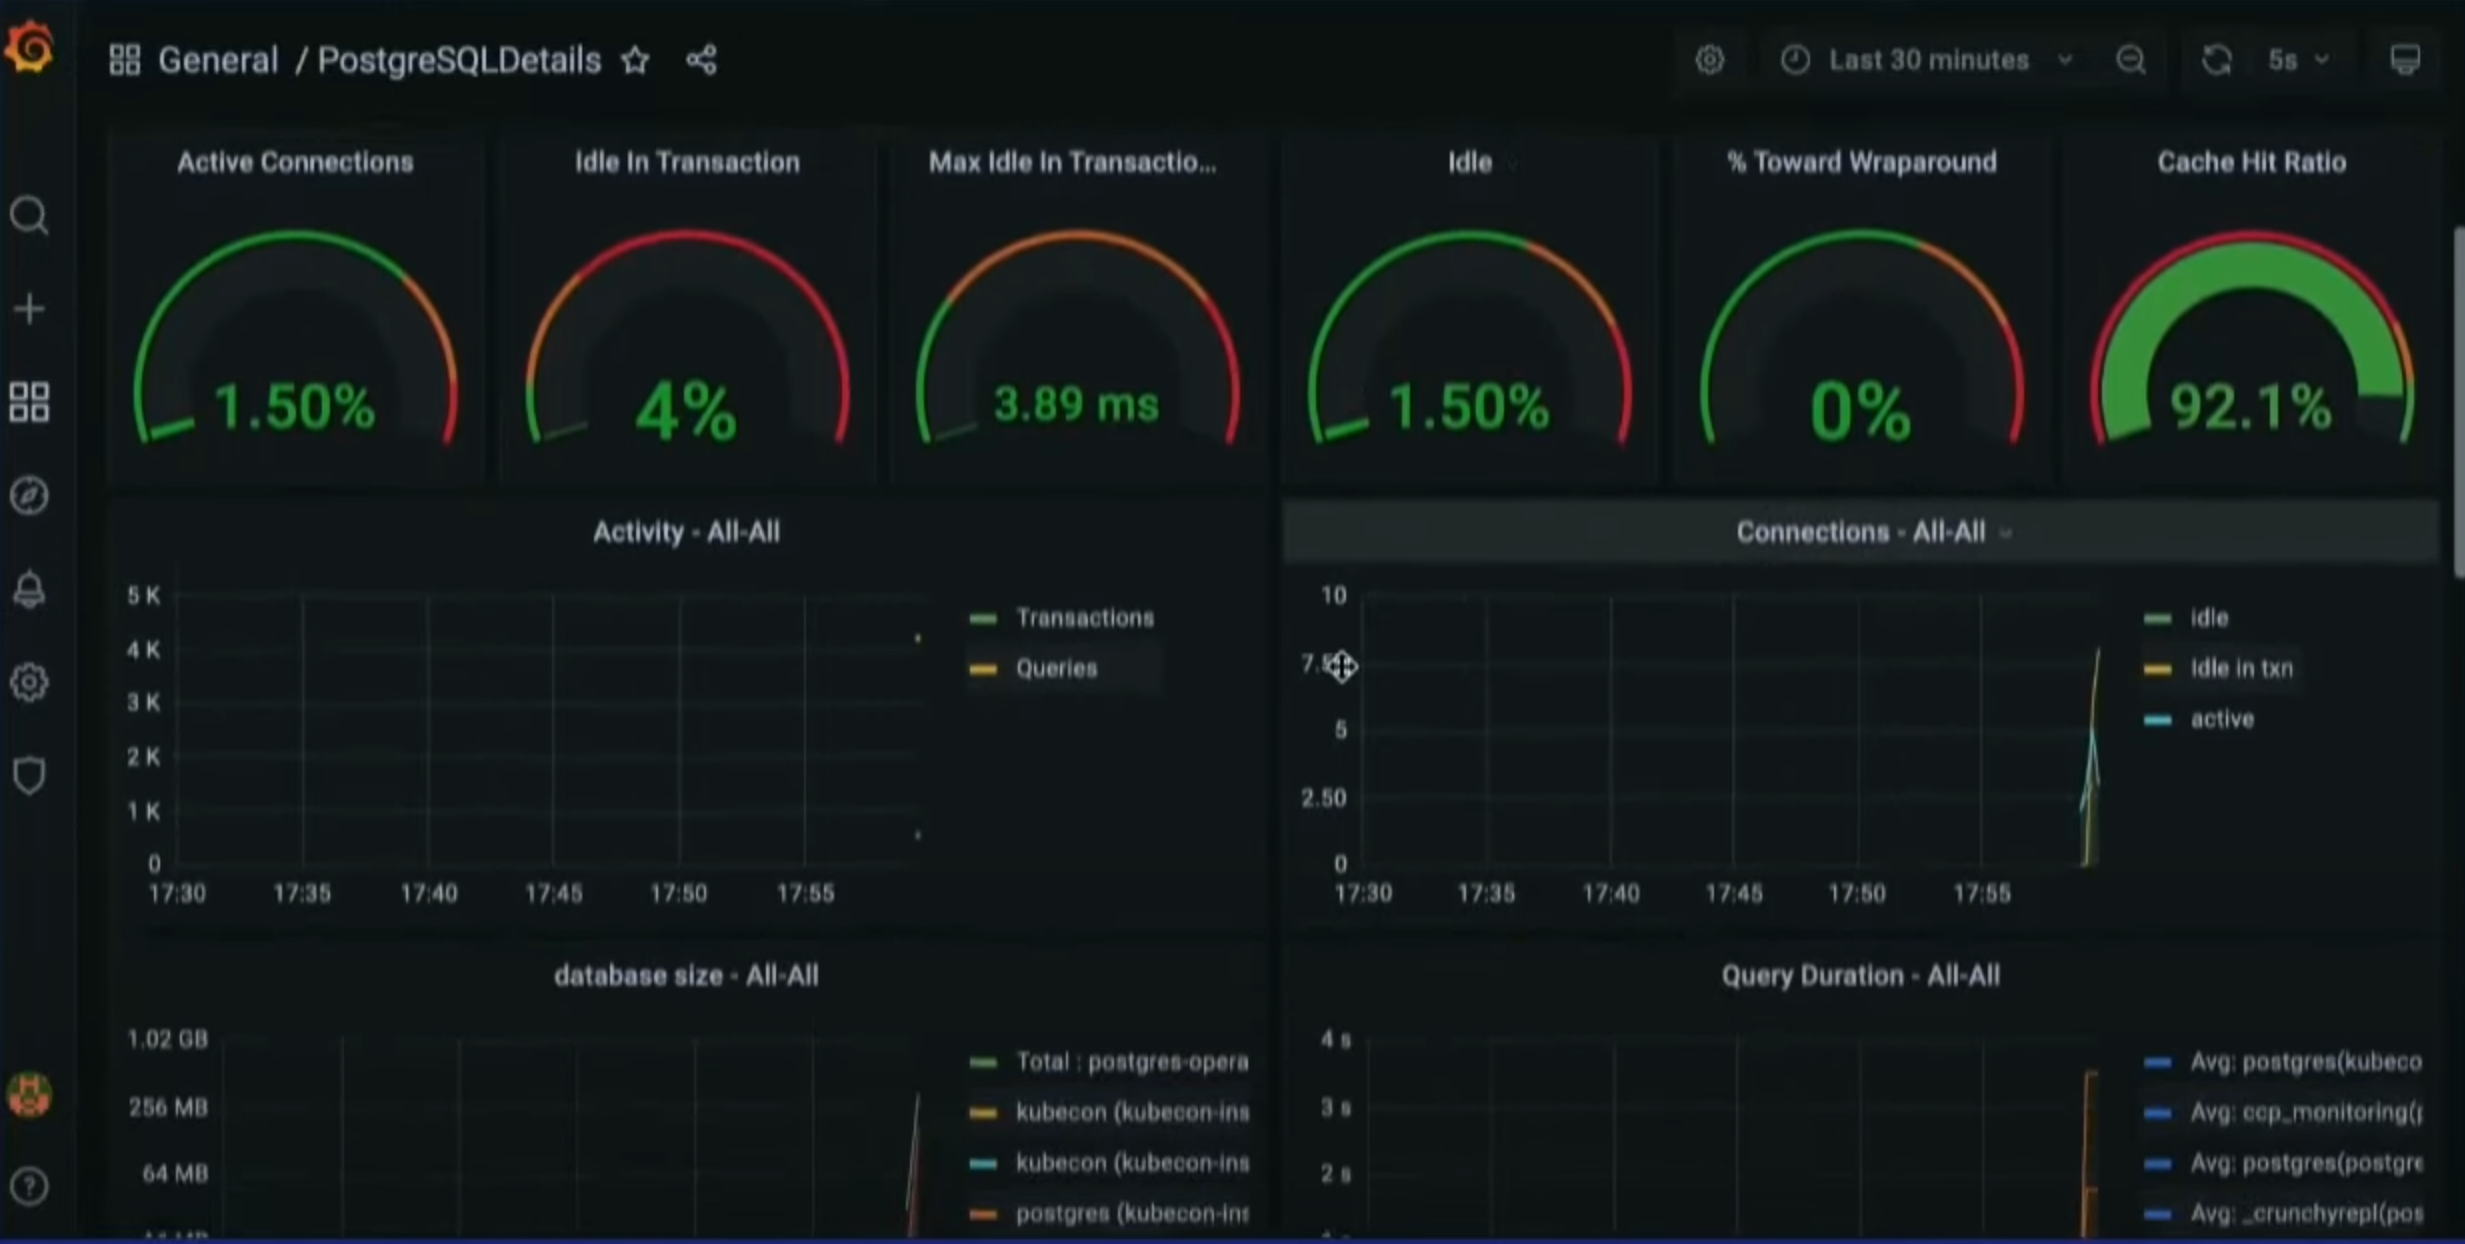 General / PostgreSQLDetails
Last 30 minutes
5s
Active Connections
1.50%
Idle In Transaction
4%
Max Idle In Transactio...
3.89 ms
Idle
1.50%
% Toward Wraparound
0%
Cache Hit Ratio
92.1%
Activity - All-All
5 K
4 K
3 K
2 K
1 K
0
17:30 17:35 17:40 17:45 17:50 17:55
Transactions
Queries
Connections - All-All
10
5
2.50
0
17:30 17:35 17:40 17:45 17:50 17:55
idle
Idle in txn
active
database size - All-All
1.02 GB
256 MB
64 MB
Total : postgres-opera
kubecon (kubecon-ins
kubecon (kubecon-ins
postgres (kubecon-ins
Query Duration - All-All
4 s
3 s
2 s
Avg: postgres(kubeco
Avg: ccp_monitoring(p
Avg: postgres(postgre
Avg: _crunchyrepl(pos